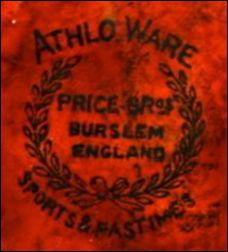 ATHLO WARE
PRICE BROS
BURSLEM
ENGLAND
SPORTS & PASTIMES